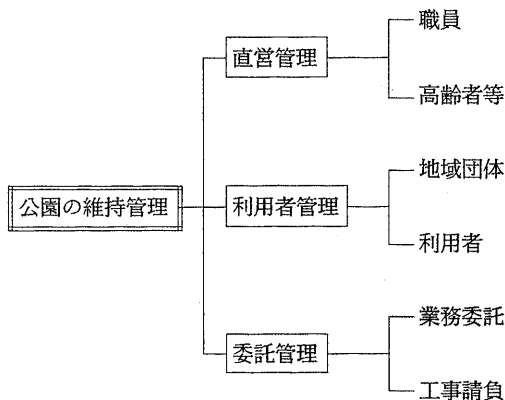 職員
直営管理
高齢者等
地域団体
公園の維持管理
利用者管理
利用者
業務委託
委託管理
工事請負